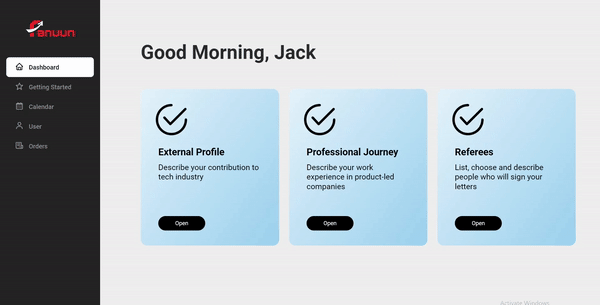 Fanuun
Dashboard
Getting Started
Calendar
User
Orders
Good Morning, Jack
External Profile
Describe your contribution to
tech industry
Open
Professional Journey
Describe your work
experience in product-led
companies
Open
Referees
List, choose and describe
people who will sign your
letters
Open
Activate Windows